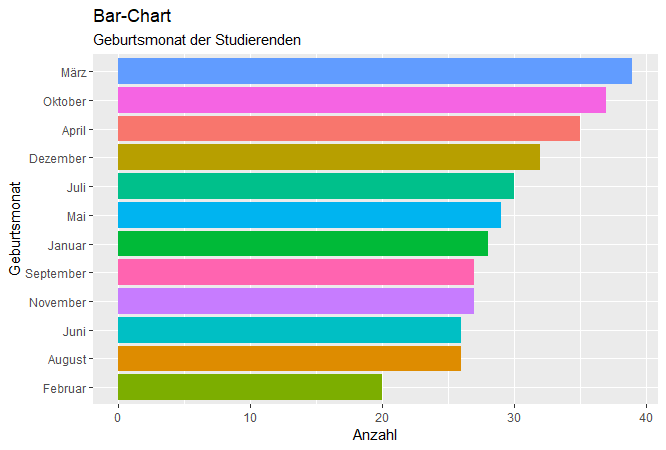 Bar-Chart
Geburtsmonat der Studierenden
Geburtsmonat
März
Oktober
April
Dezember
Juli
Mai
Januar
September
November
Juni
August
Februar
0 10 20 30 40
Anzahl